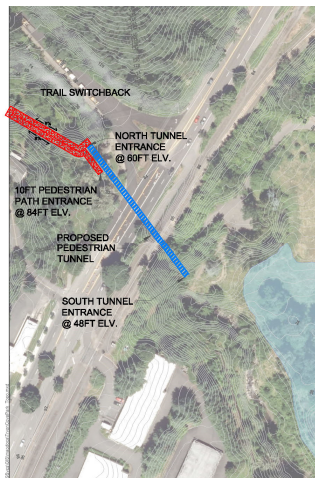 TRAIL SWITCHBACK
NORTH TUNNEL
ENTRANCE
@ 60FT ELV.
10FT PEDESTRIAN
PATH ENTRANCE
@ 84FT ELV.
PROPOSED
PEDESTRIAN
TUNNEL
SOUTH TUNNEL
ENTRANCE
@ 48FT ELV.